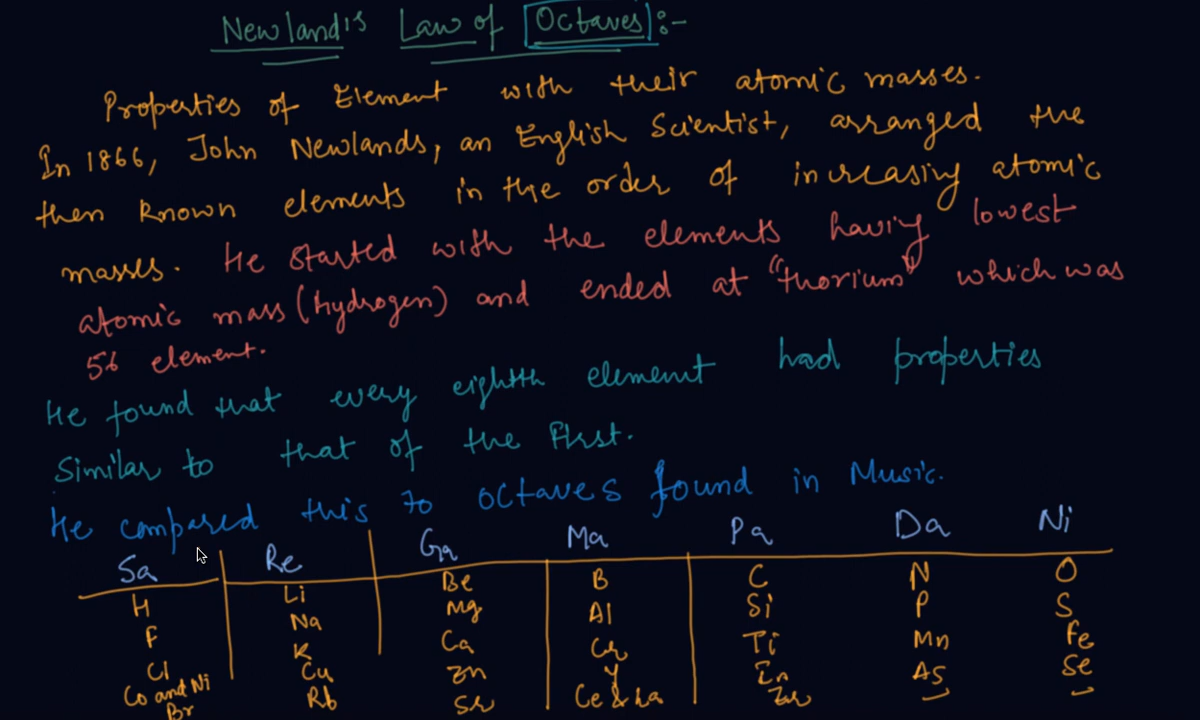 Newland's Law of Octaves :-
Properties of Element with their atomic masses.
In 1866, John Newlands, an English Scientist, arranged the
then known elements in the order of increasing atomic
masses. He started with the elements having lowest
atomic mass (hydrogen) and ended at "thorium" which was
56 element.
He found that every eighth element had properties
Similar to that of the First.
He compared this to octaves found in Music.
Sa Re Ga Ma Pa Da Ni
H Li Be B C N O
F Na Mg Al Si P S
Cl K Ca Cr Ti Mn Fe
Co and Ni Cu Zn Y In As Se
Br Rb Sr Ce & La Zr